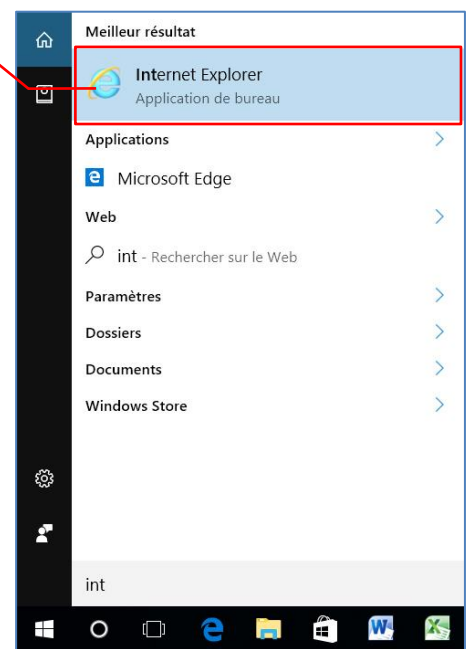 Meilleur résultat
Internet Explorer
Application de bureau
Applications
Microsoft Edge
Web
int - Rechercher sur le Web
Paramètres
Dossiers
Documents
Windows Store
int